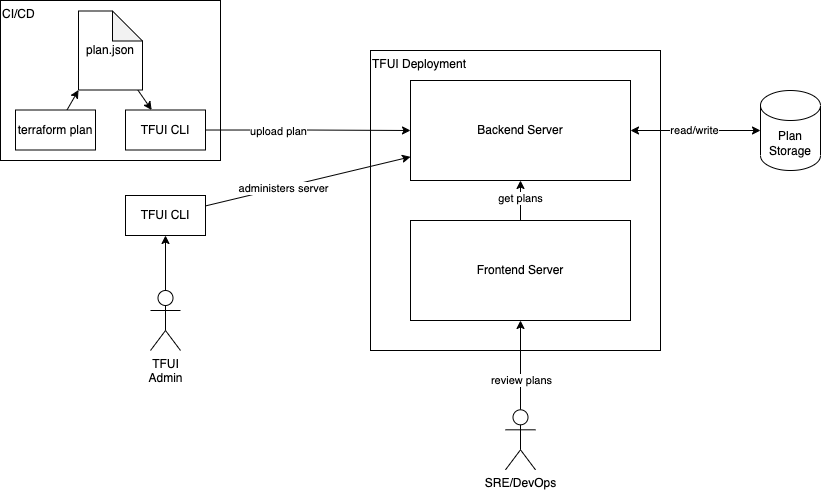 CI/CD
plan.json
terraform plan
TFUI CLI
upload plan
TFUI Deployment
Backend Server
read/write
Plan
Storage
administers server
TFUI CLI
get plans
Frontend Server
TFUI
Admin
review plans
SRE/DevOps